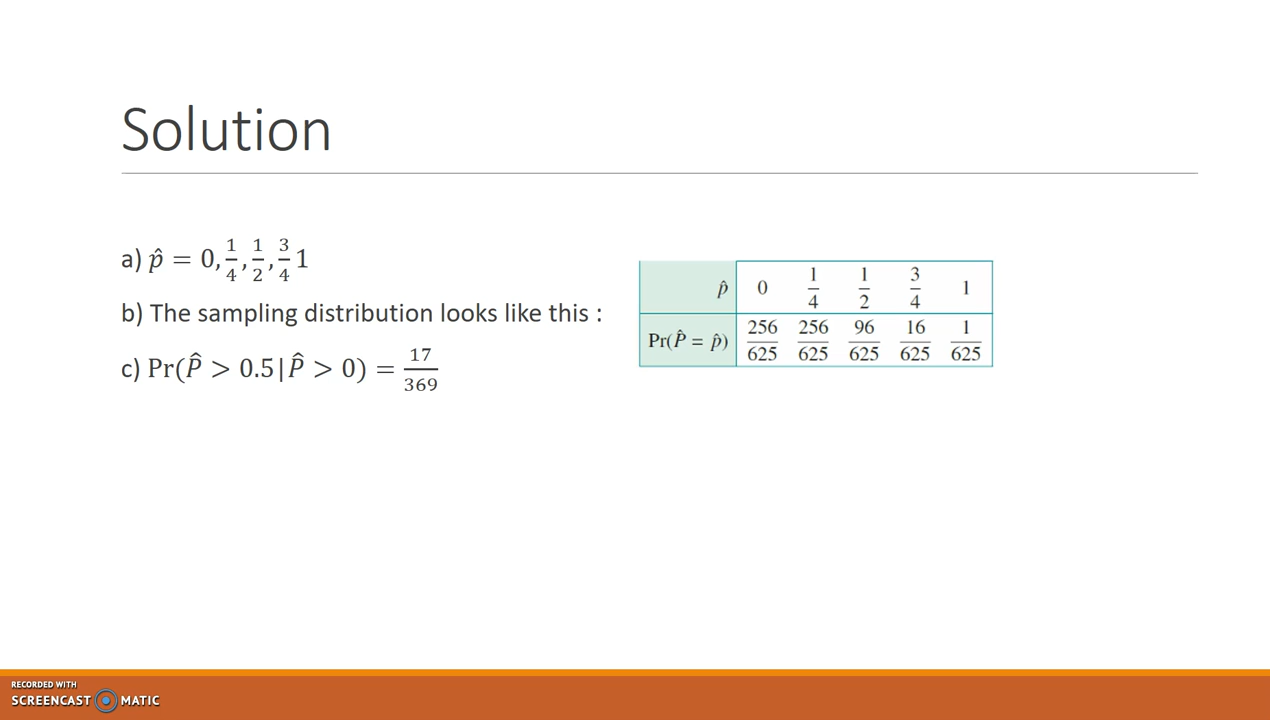 Solution
a) p̂ = 0, 1/4, 1/2, 3/4 1
b) The sampling distribution looks like this :
c) Pr(P̂ > 0.5|P̂ > 0) = 17/369
p̂ 0 1/4 1/2 3/4 1
Pr(P̂ = p̂) 256/625 256/625 96/625 16/625 1/625
RECORDED WITH
SCREENCAST MATIC